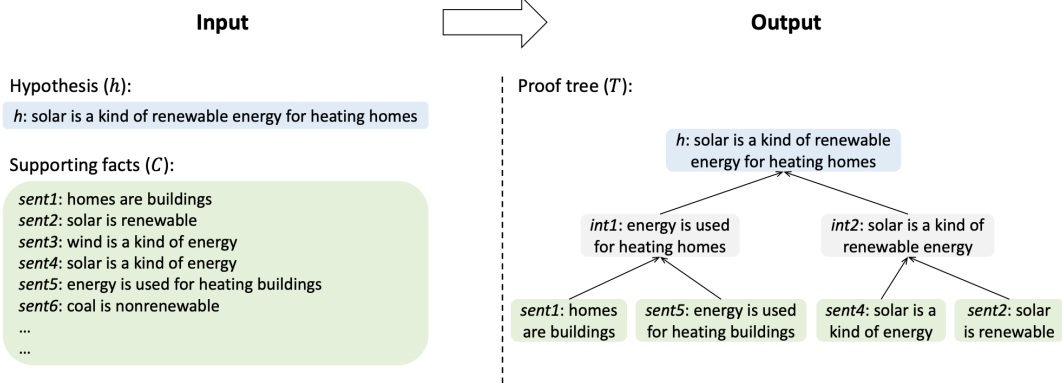 Input
Output
Hypothesis (h):
h: solar is a kind of renewable energy for heating homes
Supporting facts (C):
sent1: homes are buildings
sent2: solar is renewable
sent3: wind is a kind of energy
sent4: solar is a kind of energy
sent5: energy is used for heating buildings
sent6: coal is nonrenewable
...
...
Proof tree (T):
h: solar is a kind of renewable
energy for heating homes
int1: energy is used
for heating homes
int2: solar is a kind of
renewable energy
sent1: homes
are buildings
sent5: energy is used
for heating buildings
sent4: solar is a
kind of energy
sent2: solar
is renewable